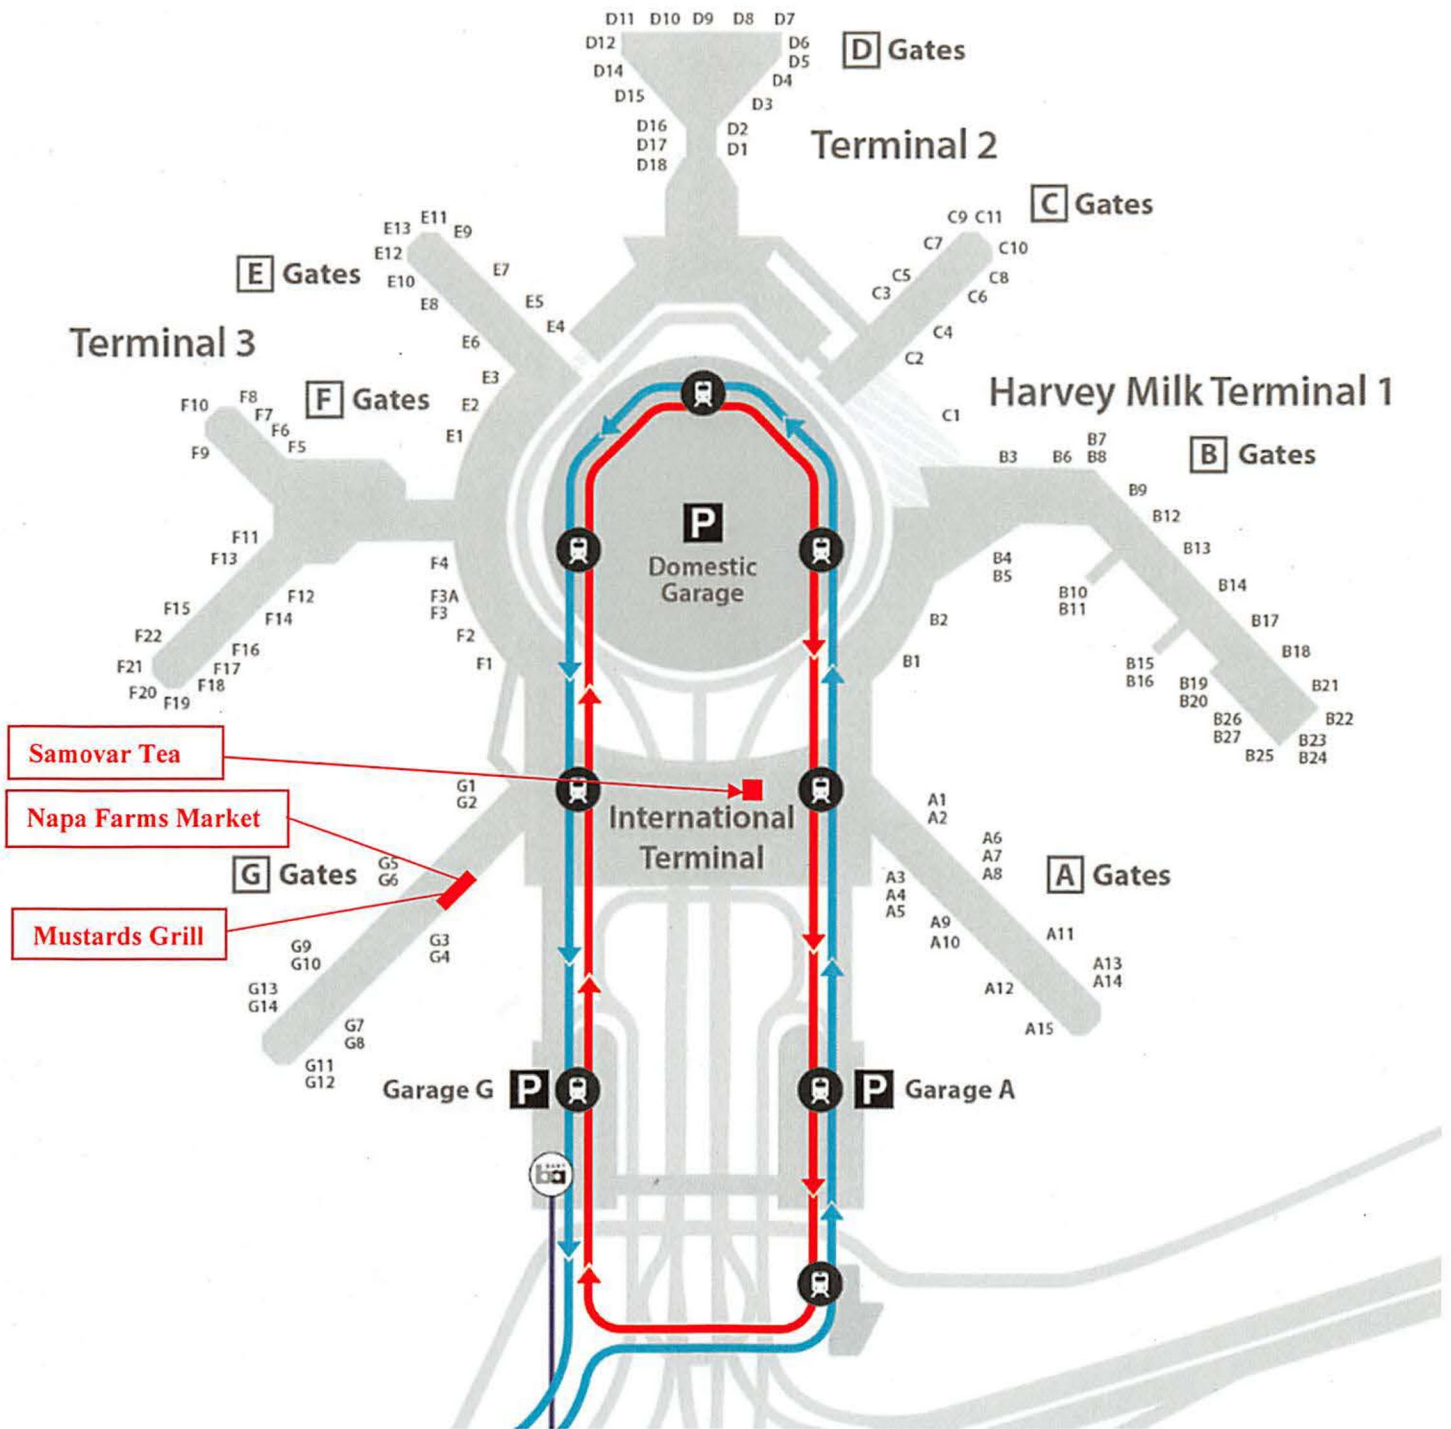 D11 D10 D9 D8 D7
D12
D6
D5
D14
D4
D15
D3
D16
D2
D17
D1
D18
D Gates
Terminal 2
C Gates
C9 C11
C7
C10
C5
C8
C3
C6
C4
C2
C1
E11
E13
E9
E12
E7
E10
E8
E5
E4
E6
E3
E2
E1
E Gates
Terminal 3
F Gates
F10
F8
F7
F6
F5
F9
F11
F13
F12
F14
F15
F22
F16
F21
F17
F18
F20
F19
F4
F3A
F3
F2
F1
Harvey Milk Terminal 1
B Gates
B7
B3 B6 B8
B9
B12
B13
B4
B5
B14
B10
B11
B17
B2
B18
B1
B15
B16
B19
B20
B21
B26
B27
B22
B25
B23
B24
P
Domestic
Garage
Samovar Tea
Napa Farms Market
Mustards Grill
International
Terminal
G1
G2
G Gates
G5
G6
G3
G4
G9
G10
G13
G14
G7
G8
G11
G12
A1
A2
A6
A7
A8
A3
A4
A5
A Gates
A9
A10
A11
A13
A14
A12
A15
Garage G P
P Garage A
ba